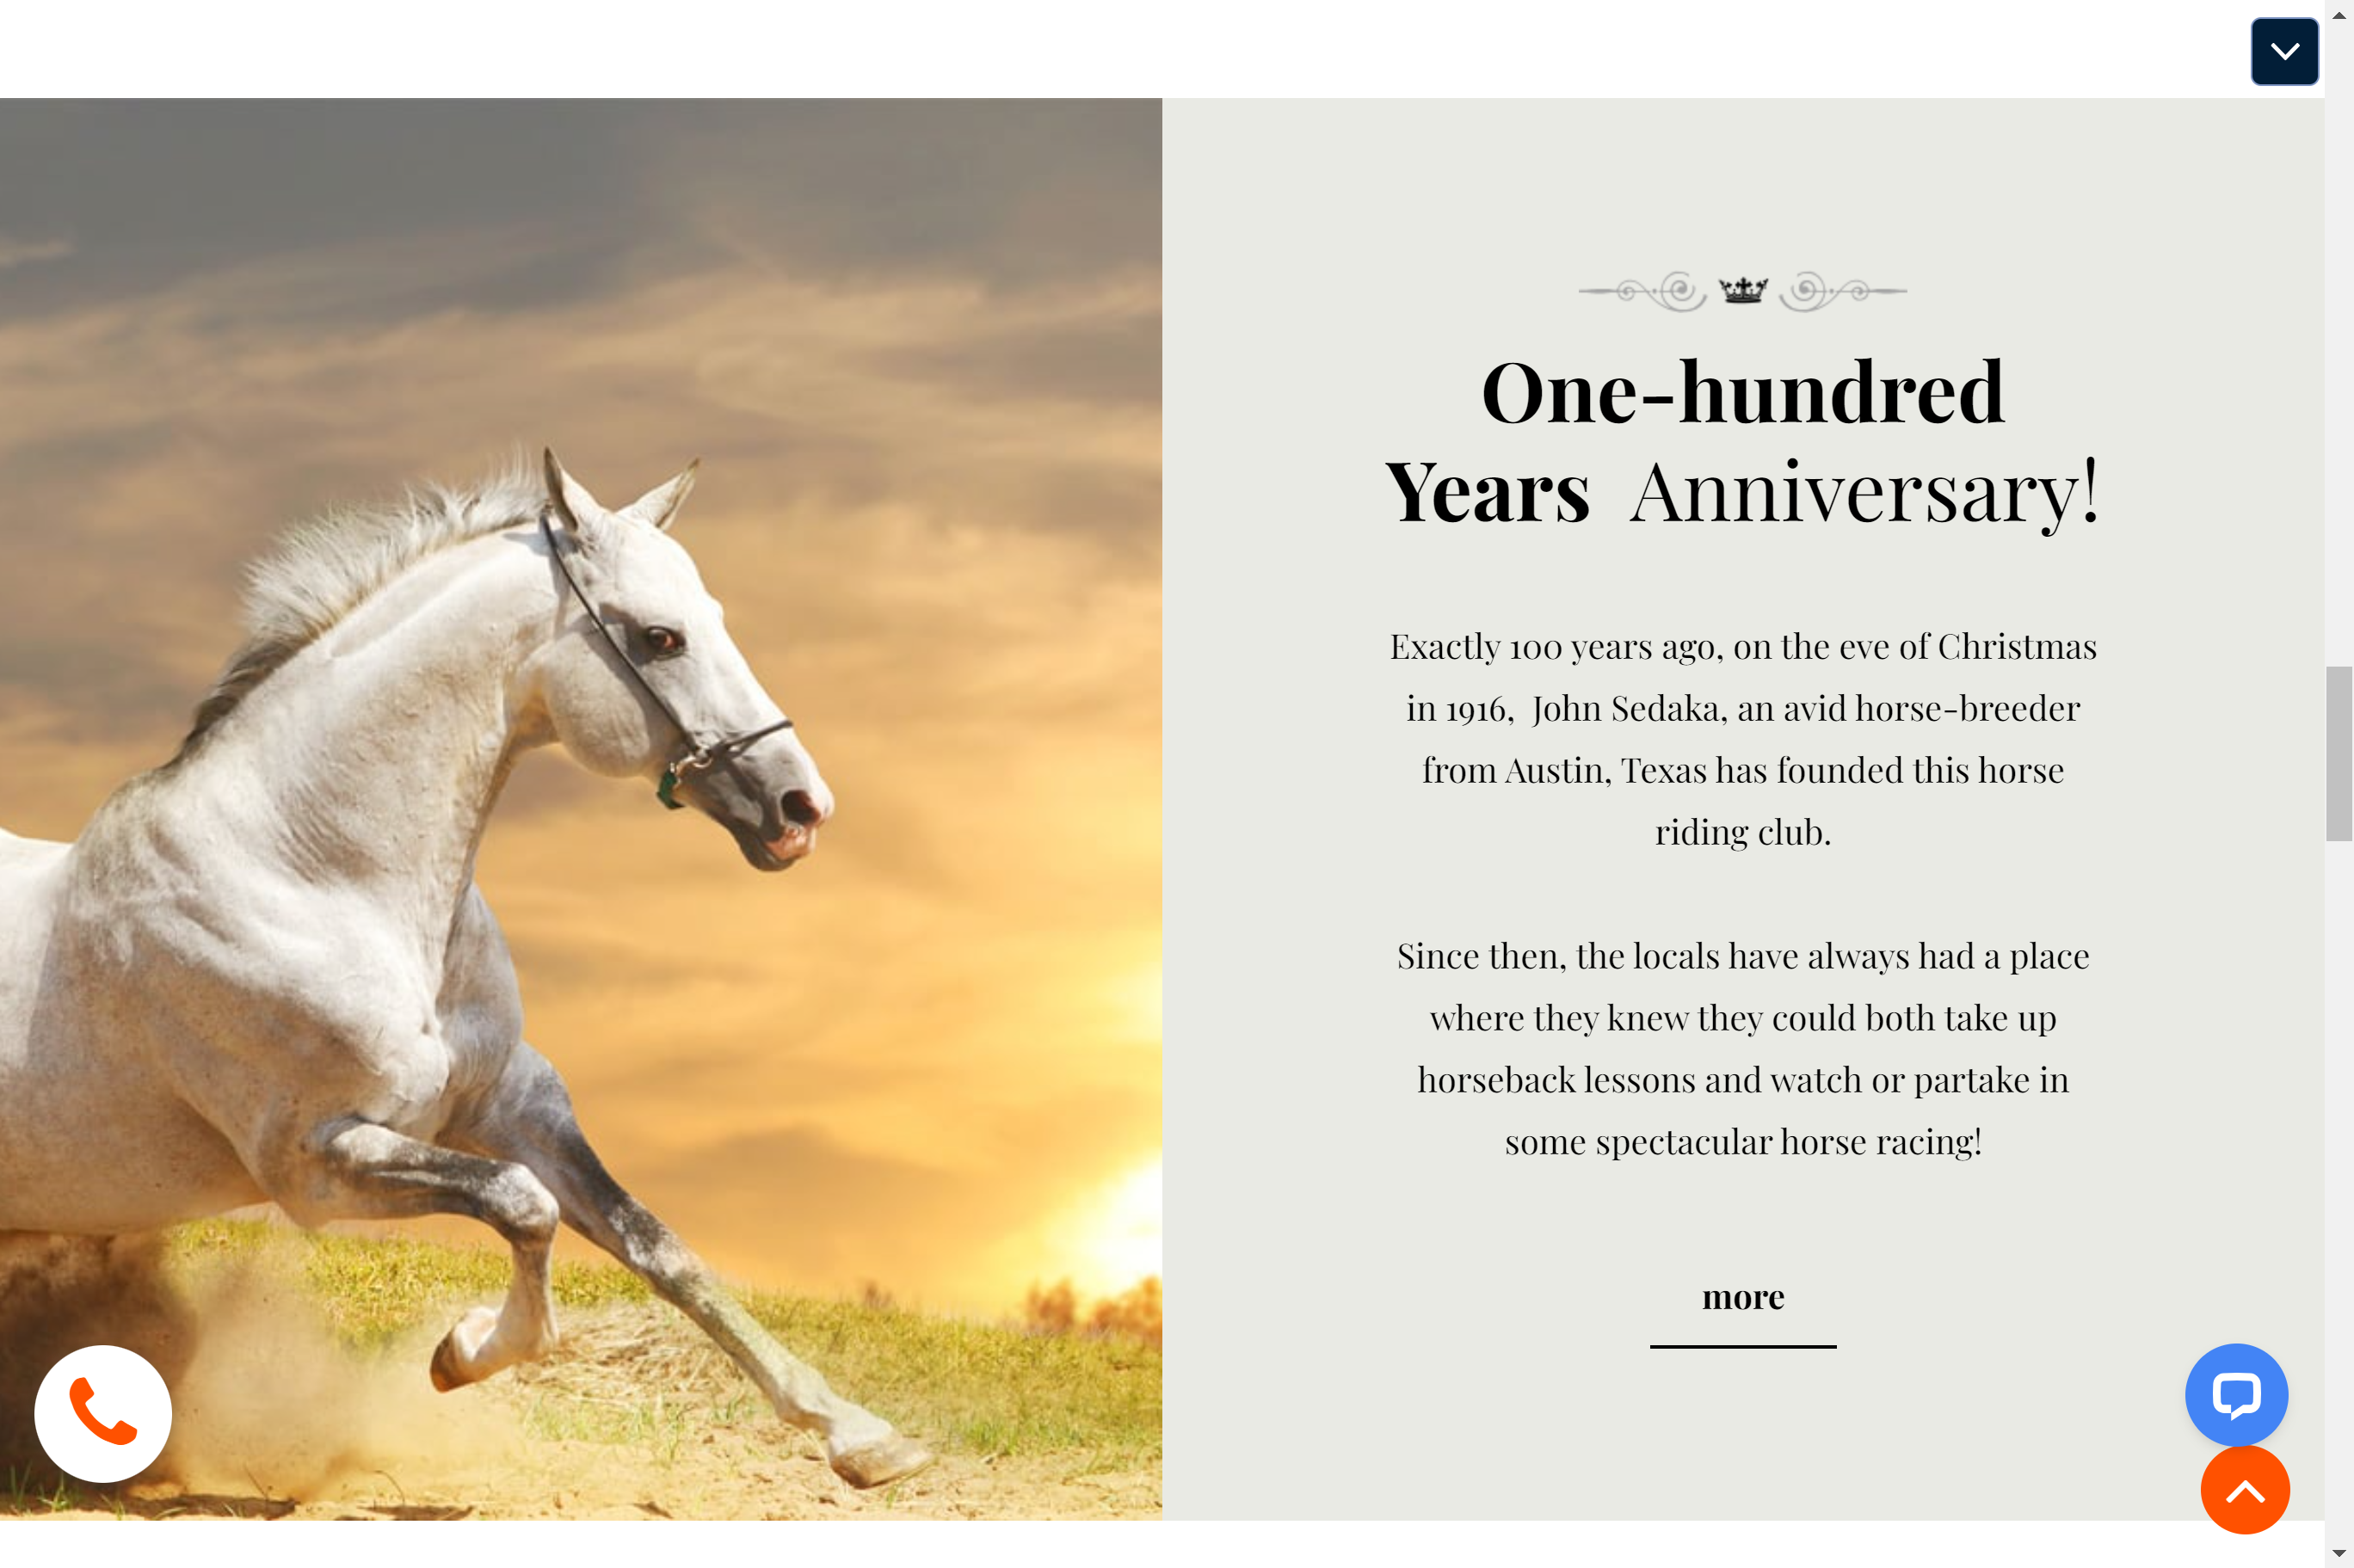 One-hundred
Years Anniversary!
Exactly 100 years ago, on the eve of Christmas
in 1916, John Sedaka, an avid horse-breeder
from Austin, Texas has founded this horse
riding club.
Since then, the locals have always had a place
where they knew they could both take up
horseback lessons and watch or partake in
some spectacular horse racing!
more